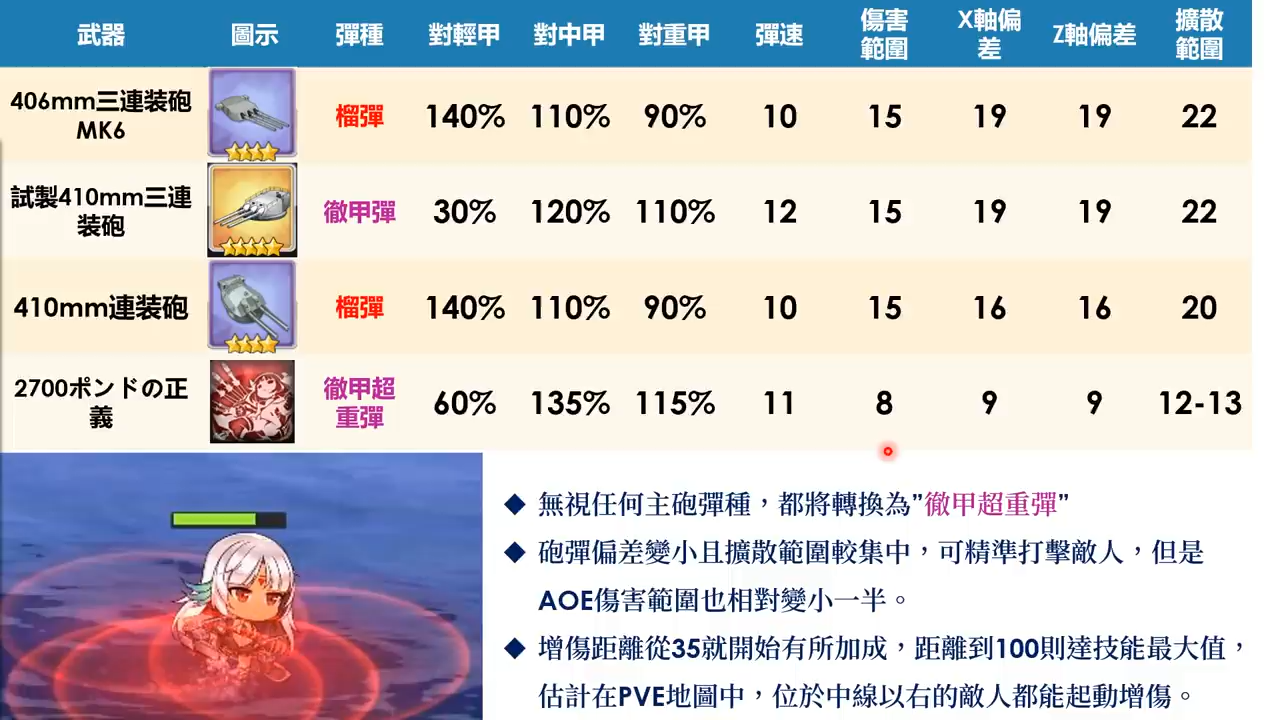 武器 圖示 彈種 對輕甲 對中甲 對重甲 彈速 傷害範圍 X軸偏差 Z軸偏差 擴散範圍
406mm三連装砲MK6 榴彈 140% 110% 90% 10 15 19 19 22
試製410mm三連装砲 徹甲彈 30% 120% 110% 12 15 19 19 22
410mm連装砲 榴彈 140% 110% 90% 10 15 16 16 20
2700ポンドの正義 徹甲超重彈 60% 135% 115% 11 8 9 9 12-13
◆ 無視任何主砲彈種，都將轉換為"徹甲超重彈"
◆ 砲彈偏差變小且擴散範圍較集中，可精準打擊敵人，但是
AOE傷害範圍也相對變小一半。
◆ 增傷距離從35就開始有所加成，距離到100則達技能最大值，
估計在PVE地圖中，位於中線以右的敵人都能起動增傷。